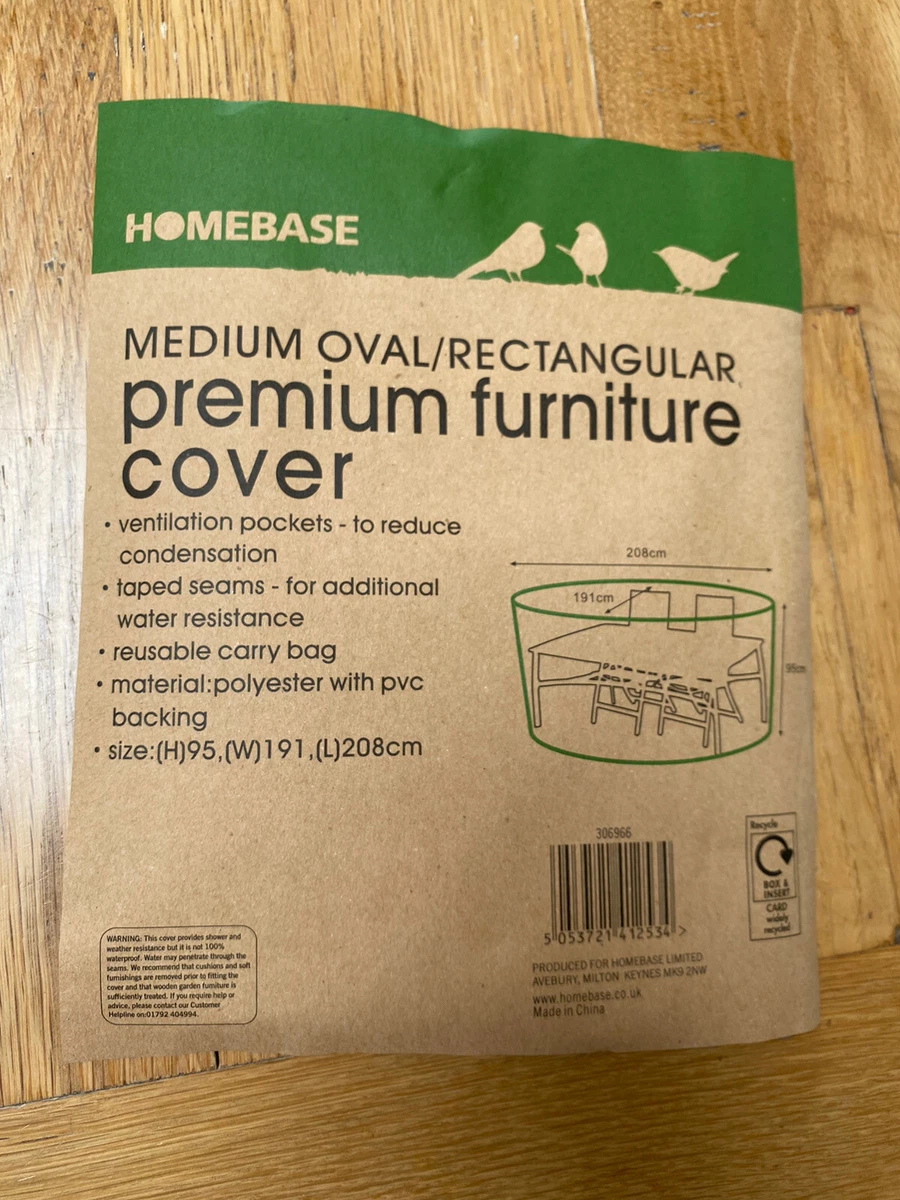 HOMEBASE
MEDIUM OVAL/RECTANGULAR
premium furniture
cover
• ventilation pockets - to reduce
condensation
• taped seams - for additional
water resistance
• reusable carry bag
• material:polyester with pvc
backing
• size:(H)95,(W)191,(L)208cm
208cm
191cm
95cm
306966
5 053721 412534 >
PRODUCED FOR HOMEBASE LIMITED
AVEBURY, MILTON KEYNES MK9 2NW
www.homebase.co.uk
Made in China
Recycle
BOX &
INSERT
CARD
widely
recycled
WARNING: This cover provides shower and
weather resistance but it is not 100%
waterproof. Water may penetrate through the
seams. We recommend that cushions and soft
furnishings are removed prior to fitting the
cover and that wooden garden furniture is
sufficiently treated. If you require help or
advice, please contact our Customer
Helpline on:01792 404994.